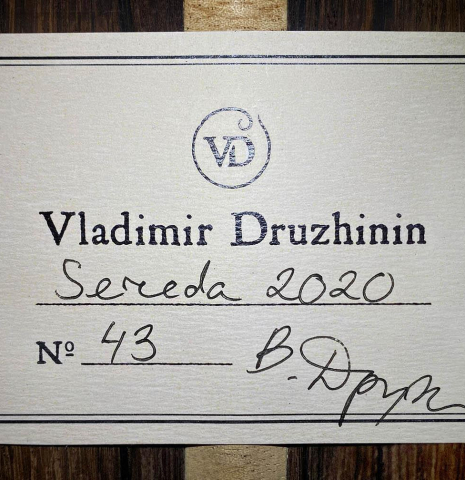 VD
Vladimir Druzhinin
Sereda 2020
Nº 43